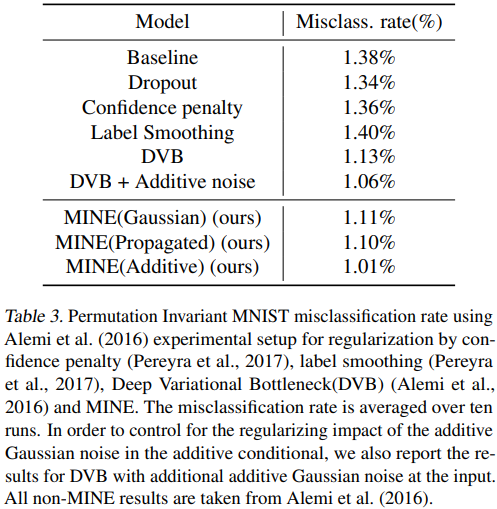 Model Misclass. rate(%)
Baseline 1.38%
Dropout 1.34%
Confidence penalty 1.36%
Label Smoothing 1.40%
DVB 1.13%
DVB + Additive noise 1.06%
MINE(Gaussian) (ours) 1.11%
MINE(Propagated) (ours) 1.10%
MINE(Additive) (ours) 1.01%
Table 3. Permutation Invariant MNIST misclassification rate using
Alemi et al. (2016) experimental setup for regularization by con-
fidence penalty (Pereyra et al., 2017), label smoothing (Pereyra
et al., 2017), Deep Variational Bottleneck(DVB) (Alemi et al.,
2016) and MINE. The misclassification rate is averaged over ten
runs. In order to control for the regularizing impact of the additive
Gaussian noise in the additive conditional, we also report the re-
sults for DVB with additional additive Gaussian noise at the input.
All non-MINE results are taken from Alemi et al. (2016).